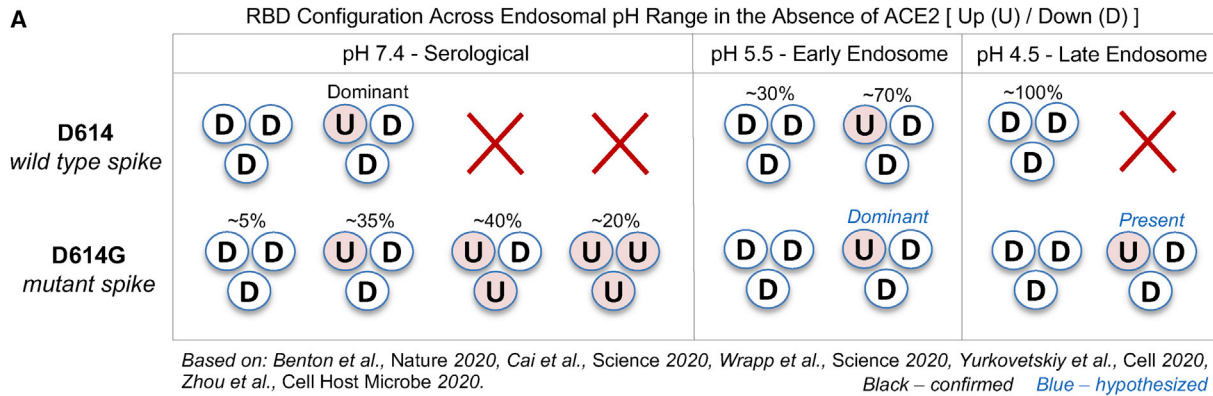 A
RBD Configuration Across Endosomal pH Range in the Absence of ACE2 [ Up (U) / Down (D) ]
pH 7.4 - Serological
pH 5.5 - Early Endosome
pH 4.5 - Late Endosome
D614
wild type spike
Dominant
~30%
~70%
~100%
D D U D D D U D D D
D D D D D
D614G
mutant spike
~5%
~35%
~40%
~20%
Dominant
Present
D D U D U D U U D D U D D D U D
D D U U D D D D
Based on: Benton et al., Nature 2020, Cai et al., Science 2020, Wrapp et al., Science 2020, Yurkovetskiy et al., Cell 2020,
Zhou et al., Cell Host Microbe 2020.
Black – confirmed Blue – hypothesized